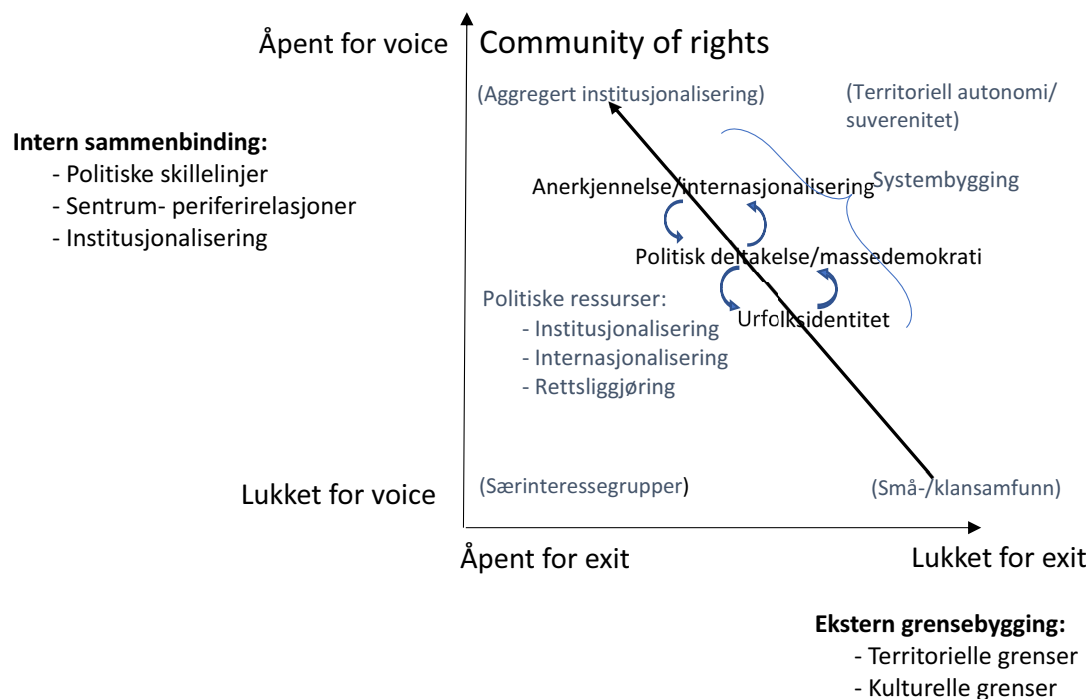 Åpent for voice
Community of rights
(Aggregert institusjonalisering)
(Territoriell autonomi/
suverenitet)
Intern sammenbinding:
- Politiske skillelinjer
- Sentrum- periferirelasjoner
- Institusjonalisering
Anerkjennelse/internasjonalisering
Systembygging
Politisk deltakelse/massedemokrati
Urfolksidentitet
Politiske ressurser:
- Institusjonalisering
- Internasjonalisering
- Rettsliggjøring
Lukket for voice
(Særinteressegrupper)
(Små-/klansamfunn)
Åpent for exit
Lukket for exit
Ekstern grensebygging:
- Territorielle grenser
- Kulturelle grenser